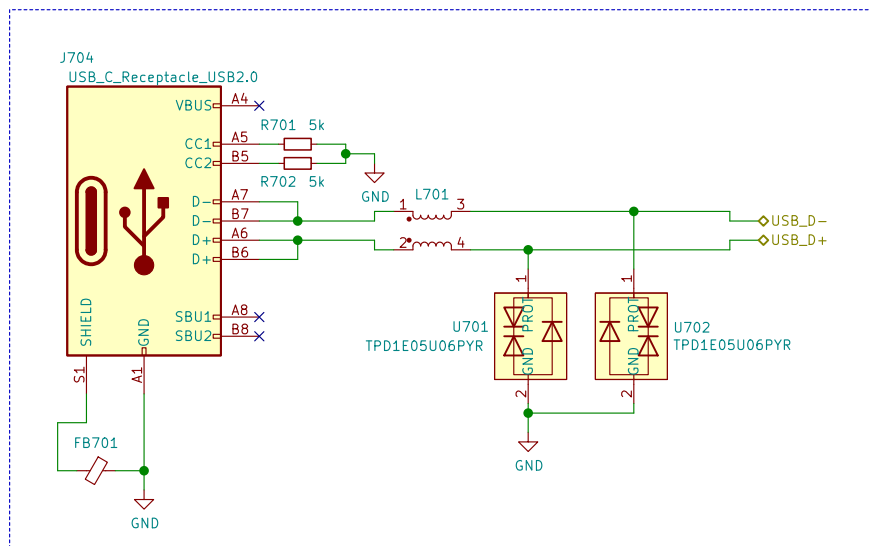 J704
USB_C_Receptacle_USB2.0
VBUS A4
R701 5k
CC1 A5
CC2 B5
R702 5k
GND
D- A7
D- B7
D+ A6
D+ B6
L701
1 3
2 4
USB_D-
USB_D+
SBU1 A8
SBU2 B8
SHIELD
GND
S1
A1
FB701
GND
1
PROT
GND
2
U701
TPD1E05U06PYR
1
PROT
GND
2
U702
TPD1E05U06PYR
GND